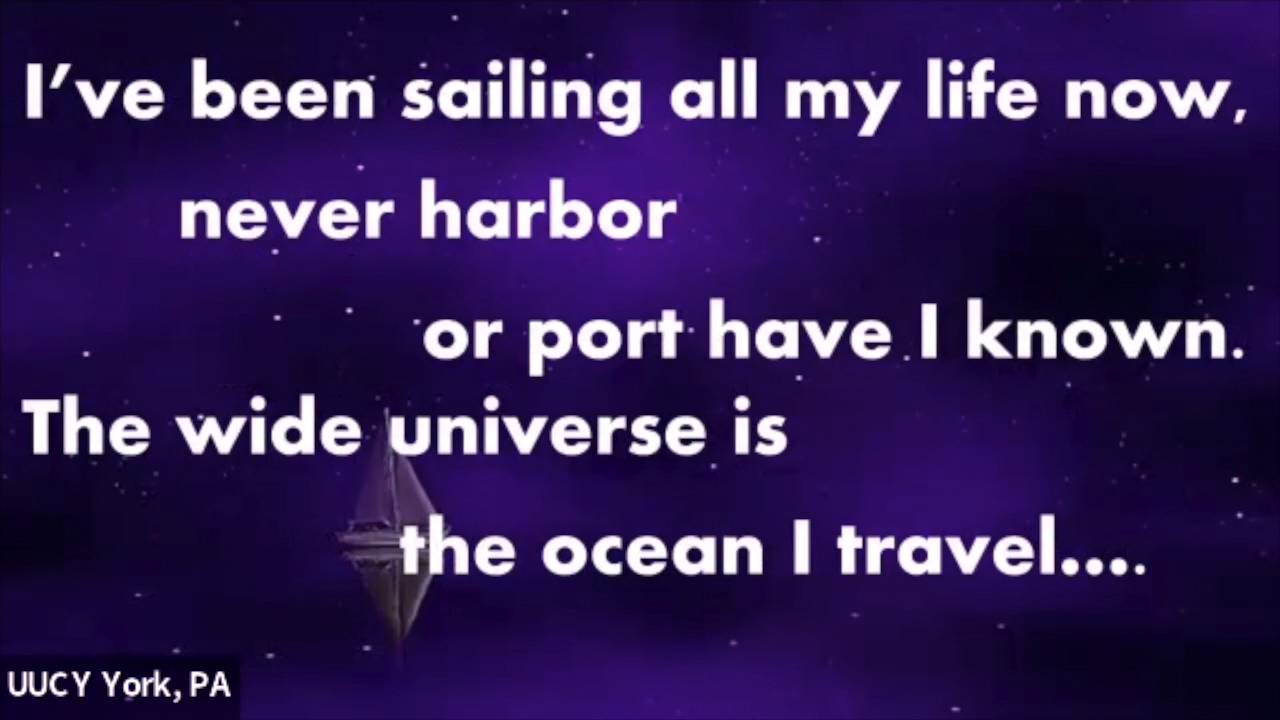 I’ve been sailing all my life now,
never harbor
or port have I known.
The wide universe is
the ocean I travel....
UUCY York, PA